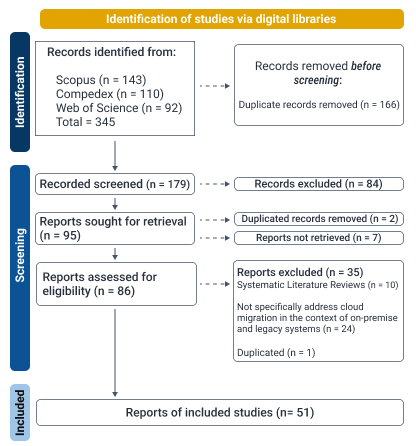 Identification of studies via digital libraries
Identification
Records identified from:
Scopus (n = 143)
Compedex (n = 110)
Web of Science (n = 92)
Total = 345
Records removed before
screening:
Duplicate records removed (n = 166)
Screening
Recorded screened (n = 179)
Records excluded (n = 84)
Reports sought for retrieval
(n = 95)
Duplicated records removed (n = 2)
Reports not retrieved (n = 7)
Reports assessed for
eligibility (n = 86)
Reports excluded (n = 35)
Systematic Literature Reviews (n = 10)
Not specifically address cloud
migration in the context of on-premise
and legacy systems (n = 24)
Duplicated (n = 1)
Included
Reports of included studies (n= 51)